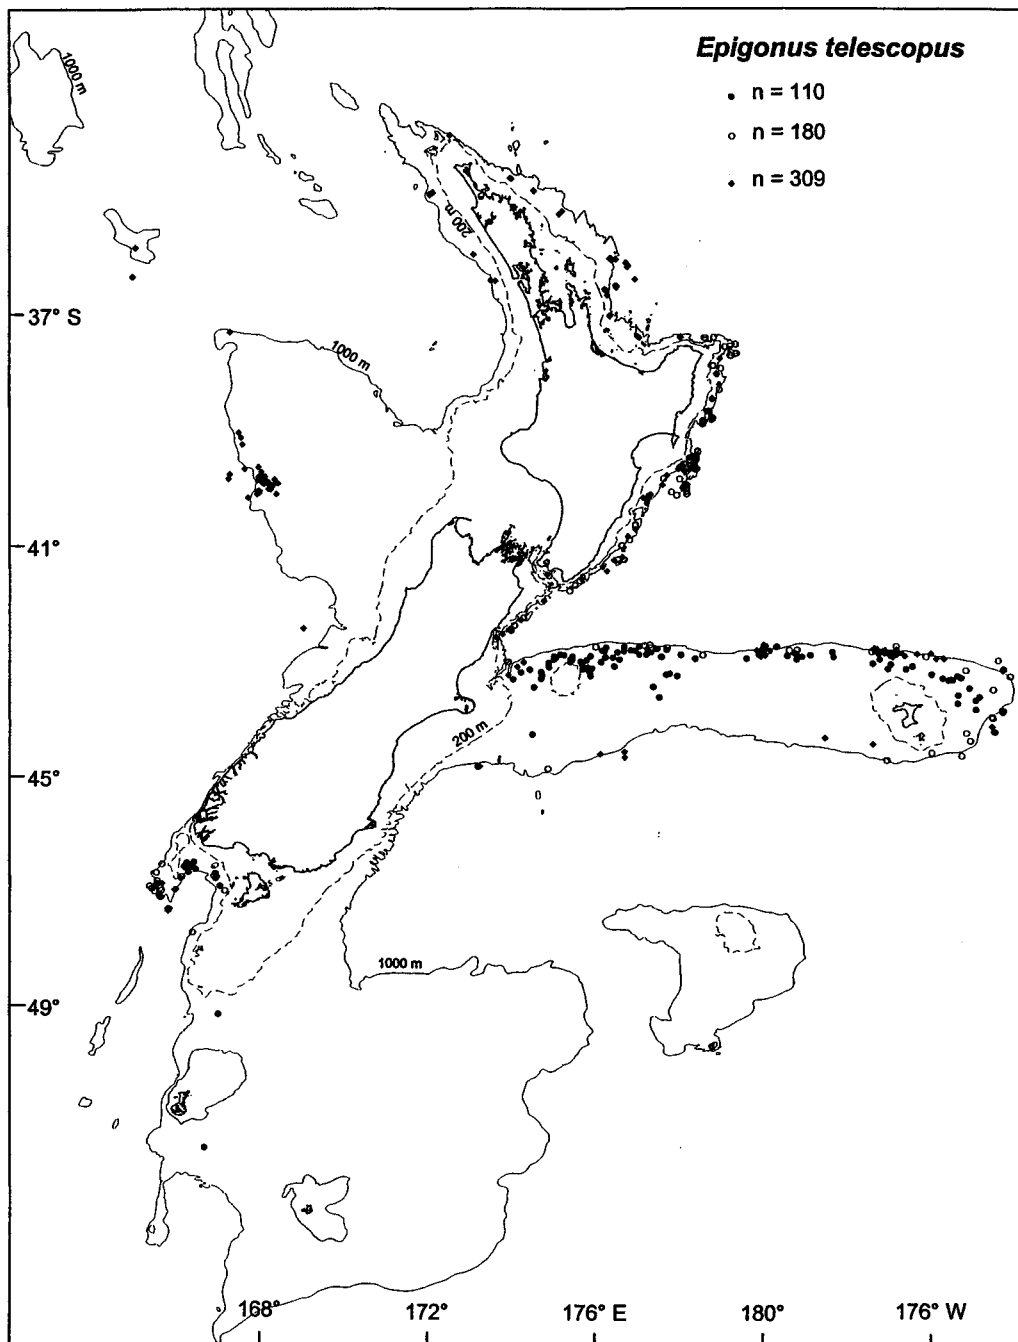 Epigonus telescopus
n = 110
n = 180
n = 309
1000 m
200 m
37° S
1000 m
41°
200 m
45°
1000 m
49°
168°
172°
176° E
180°
176° W